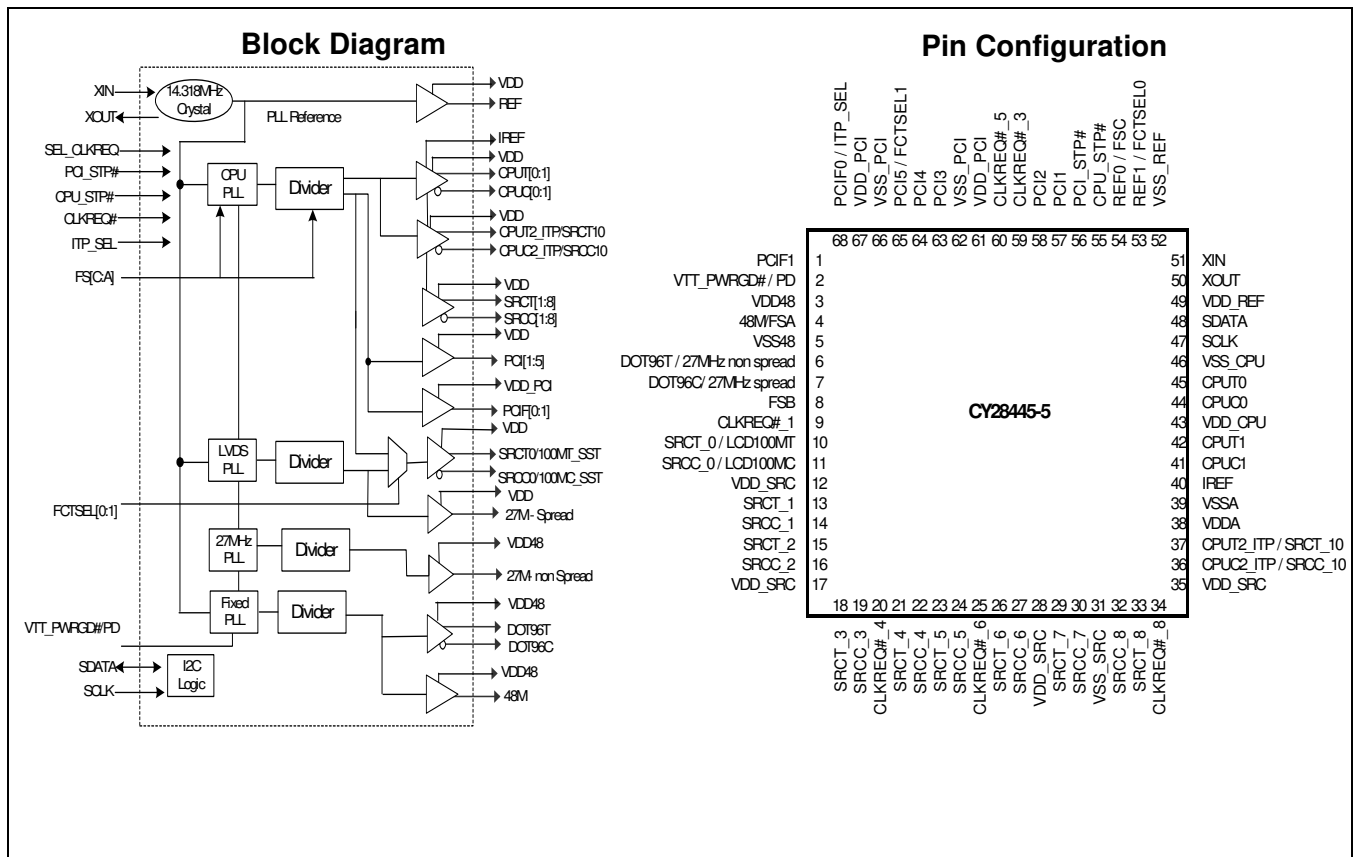 Block Diagram
XIN
XOUT
14.318MHz
Crystal
PLL Reference
SEL_CLKREQ
PCI_STP#
CPU_STP#
CLKREQ#
ITP_SEL
FS[C:A]
CPU
PLL
Divider
LVDS
PLL
Divider
FCTSEL[0:1]
27MHz
PLL
Divider
Fixed
PLL
Divider
VTT_PWRGD#/PD
SDATA
SCLK
I2C
Logic
VDD
REF
IREF
VDD
CPUT[0:1]
CPUC[0:1]
VDD
CPUT2_ITP/SRCT10
CPUC2_ITP/SRCC10
VDD
SRCT[1:8]
SRCC[1:8]
VDD
PCI[1:5]
VDD_PCI
PCIF[0:1]
VDD
SRCT0/100MT_SST
SRCC0/100MC_SST
VDD
27M - Spread
VDD48
27M- non Spread
VDD48
DOT96T
DOT96C
VDD48
48M
Pin Configuration
PCIF0 / ITP_SEL
VDD_PCI
VSS_PCI
PCI5 / FCTSEL1
PCI4
PCI3
VSS_PCI
VDD_PCI
CLKREQ#_5
CLKREQ#_3
PCI2
PCI1
PCI_STP#
CPU_STP#
REF0 / FSC
REF1 / FCTSEL0
VSS_REF
68 67 66 65 64 63 62 61 60 59 58 57 56 55 54 53 52
PCIF1 1
VTT_PWRGD# / PD 2
VDD48 3
48M/FSA 4
VSS48 5
DOT96T / 27MHz non spread 6
DOT96C/ 27MHz spread 7
FSB 8
CLKREQ#_1 9
SRCT_0 / LCD100MT 10
SRCC_0 / LCD100MC 11
VDD_SRC 12
SRCT_1 13
SRCC_1 14
SRCT_2 15
SRCC_2 16
VDD_SRC 17
CY28445-5
51 XIN
50 XOUT
49 VDD_REF
48 SDATA
47 SCLK
46 VSS_CPU
45 CPUT0
44 CPUC0
43 VDD_CPU
42 CPUT1
41 CPUC1
40 IREF
39 VSSA
38 VDDA
37 CPUT2_ITP / SRCT_10
36 CPUC2_ITP / SRCC_10
35 VDD_SRC
18 19 20 21 22 23 24 25 26 27 28 29 30 31 32 33 34
SRCT_3
SRCC_3
CLKREQ#_4
SRCT_4
SRCC_4
SRCT_5
SRCC_5
CLKREQ#_6
SRCT_6
SRCC_6
VDD_SRC
SRCT_7
SRCC_7
VSS_SRC
SRCC_8
SRCT_8
CLKREQ#_8